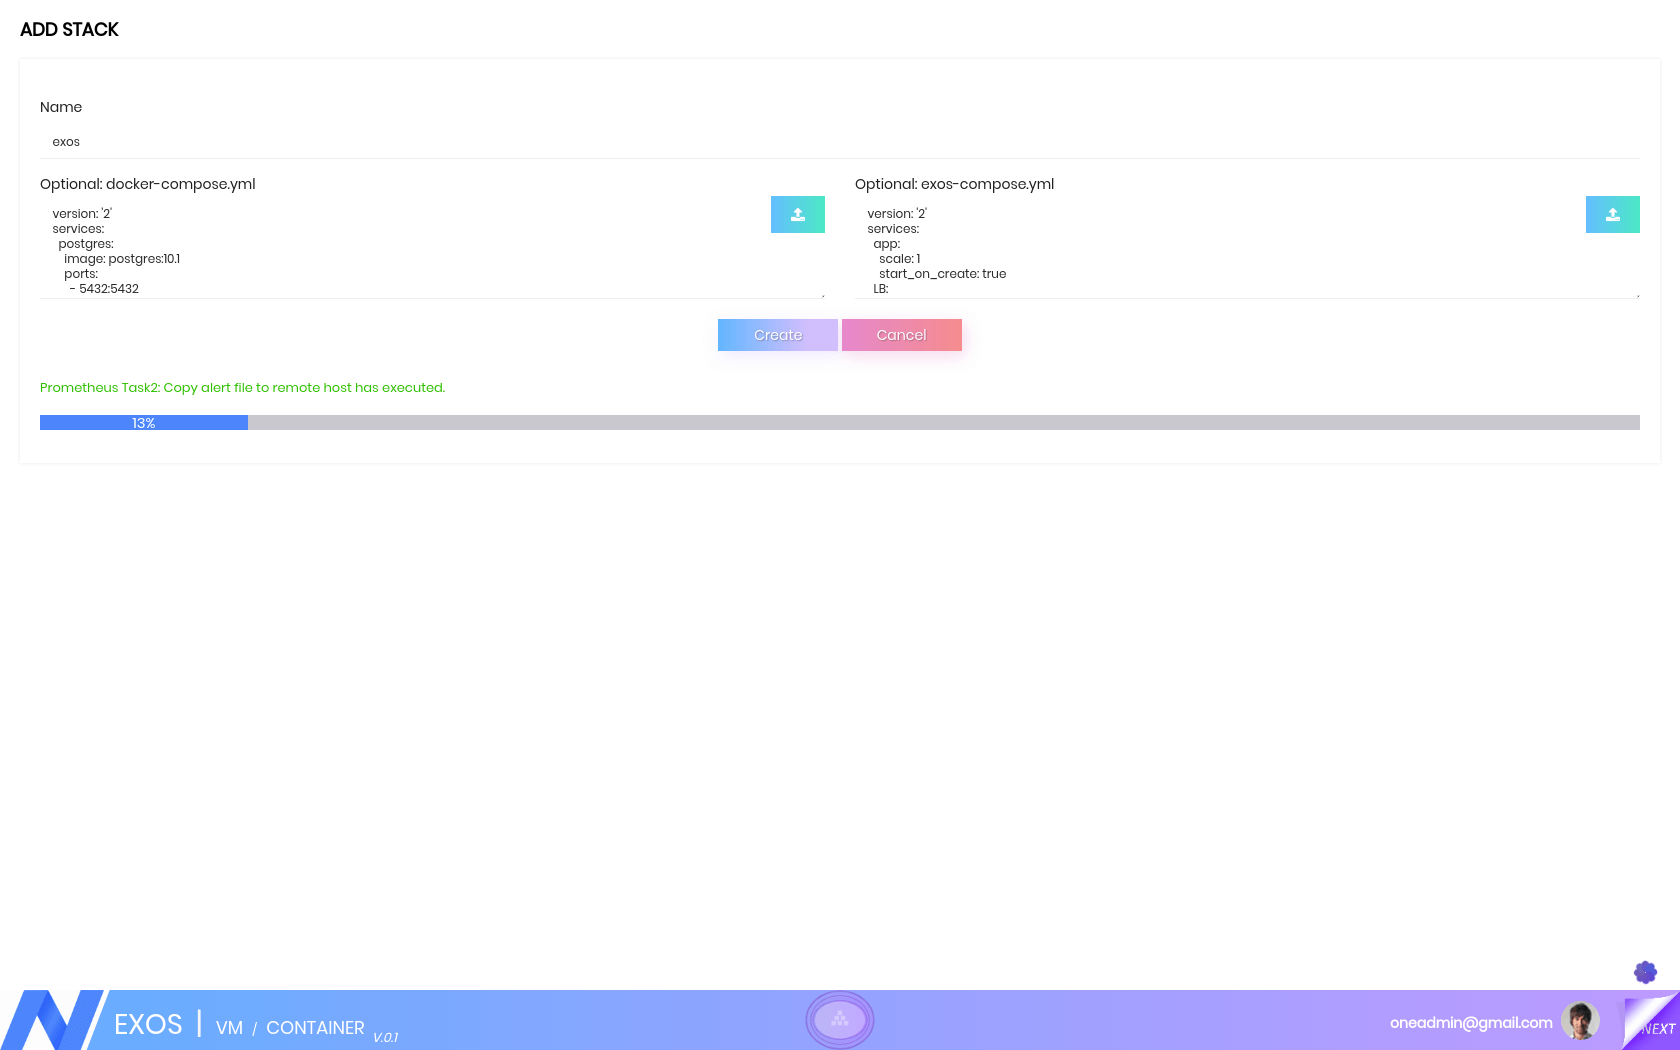 ADD STACK
Name
exos
Optional: docker-compose.yml
version: '2'
services:
  postgres:
    image: postgres:10.1
    ports:
      - 5432:5432
Optional: exos-compose.yml
version: '2'
services:
  app:
    scale: 1
    start_on_create: true
  LB:
Create
Cancel
Prometheus Task2: Copy alert file to remote host has executed.
13%
EXOS | VM / CONTAINER V.0.1
oneadmin@gmail.com
NEXT